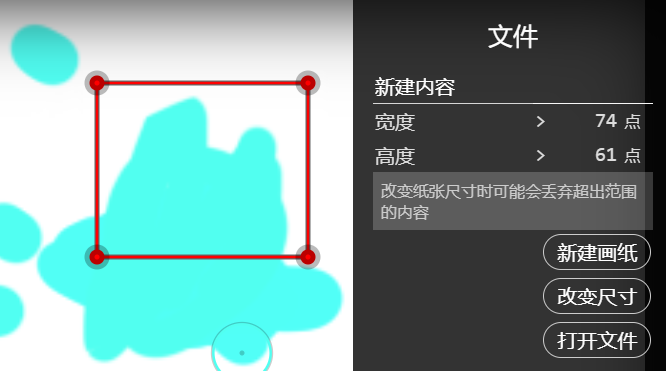 文件
新建内容
宽度 > 74 点
高度 > 61 点
改变纸张尺寸时可能会丢弃超出范围
的内容
新建画纸
改变尺寸
打开文件